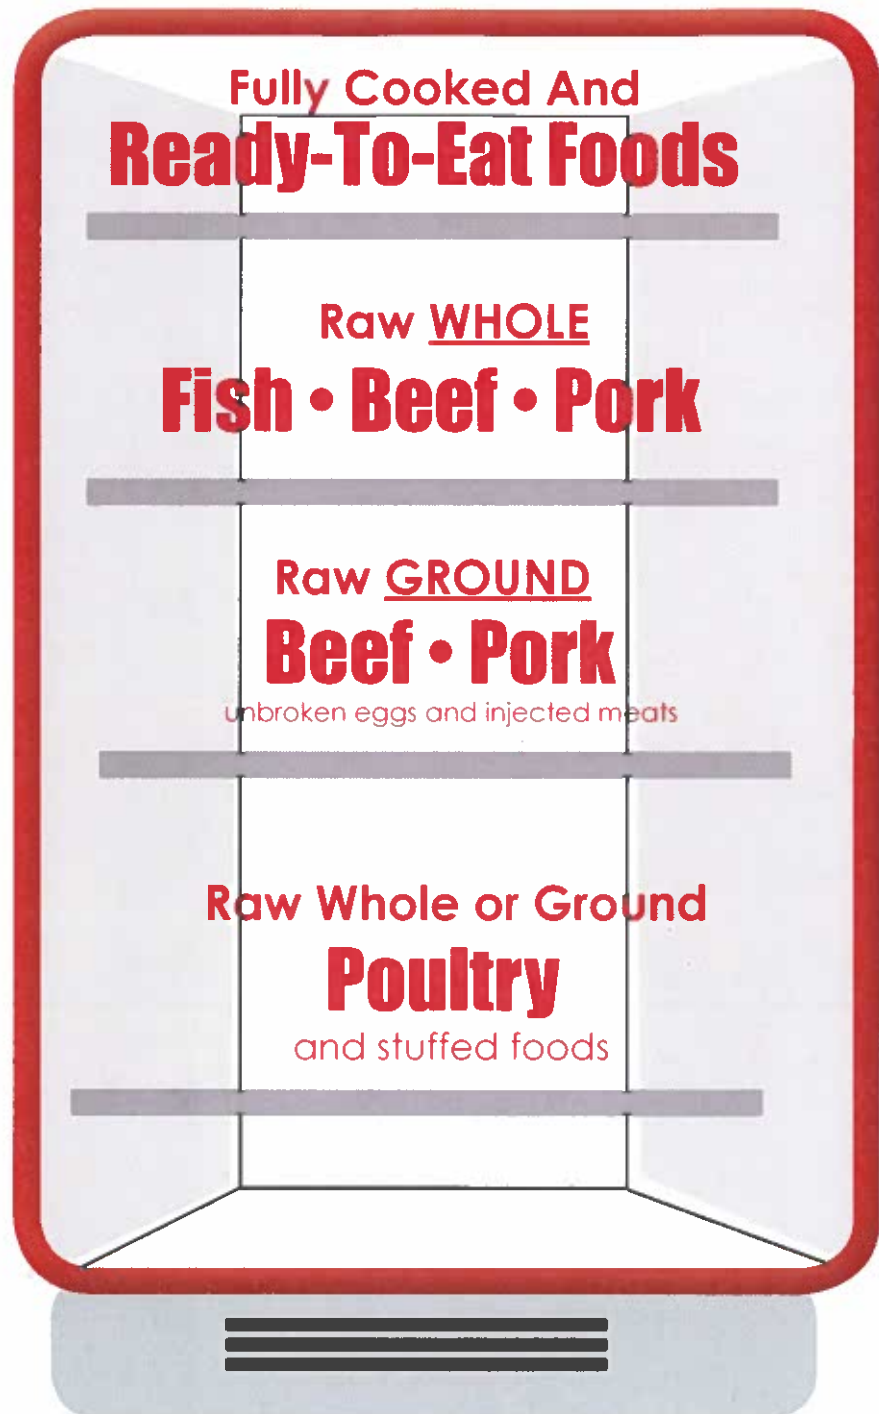 Fully Cooked And
Ready-To-Eat Foods
Raw WHOLE
Fish • Beef • Pork
Raw GROUND
Beef • Pork
unbroken eggs and injected meats
Raw Whole or Ground
Poultry
and stuffed foods